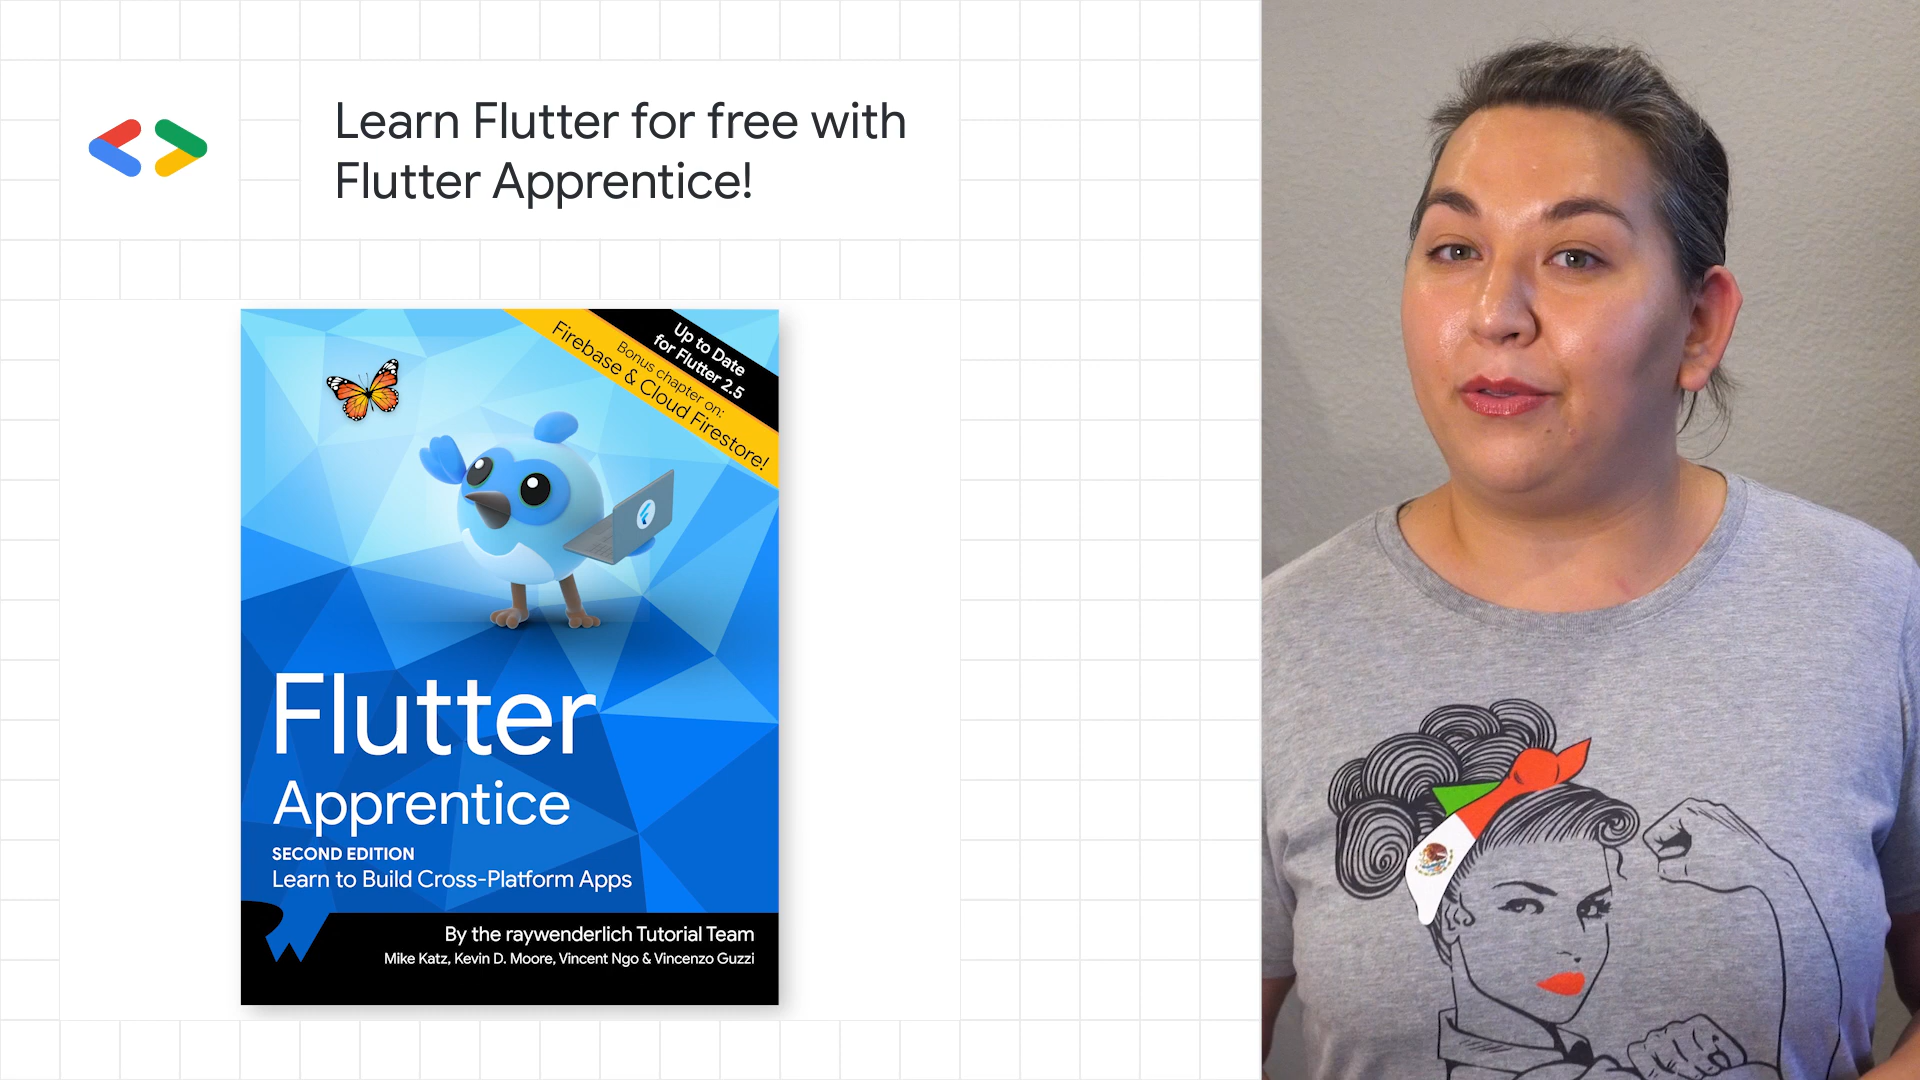 Learn Flutter for free with
Flutter Apprentice!
Up to Date
for Flutter 2.5
Bonus chapter on:
Firebase & Cloud Firestore!
Flutter
Apprentice
SECOND EDITION
Learn to Build Cross-Platform Apps
By the raywenderlich Tutorial Team
Mike Katz, Kevin D. Moore, Vincent Ngo & Vincenzo Guzzi